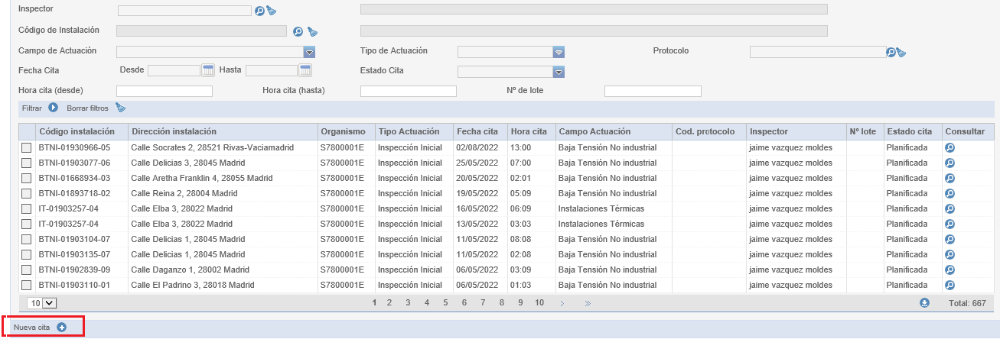 Inspector
Código de Instalación
Campo de Actuación Tipo de Actuación Protocolo
Fecha Cita Desde Hasta Estado Cita
Hora cita (desde) Hora cita (hasta) Nº de lote
Filtrar Borrar filtros
Código instalación Dirección instalación Organismo Tipo Actuación Fecha cita Hora cita Campo Actuación Cod. protocolo Inspector Nº lote Estado cita Consultar
BTNI-01930966-05 Calle Socrates 2, 28521 Rivas-Vaciamadrid S7800001E Inspección Inicial 02/08/2022 13:00 Baja Tensión No industrial jaime vazquez moldes Planificada
BTNI-01903077-06 Calle Delicias 3, 28045 Madrid S7800001E Inspección Inicial 25/05/2022 07:00 Baja Tensión No industrial jaime vazquez moldes Planificada
BTNI-01668934-03 Calle Aretha Franklin 4, 28055 Madrid S7800001E Inspección Inicial 20/05/2022 02:01 Baja Tensión No industrial jaime vazquez moldes Planificada
BTNI-01893718-02 Calle Reina 2, 28004 Madrid S7800001E Inspección Inicial 19/05/2022 05:09 Baja Tensión No industrial jaime vazquez moldes Planificada
IT-01903257-04 Calle Elba 3, 28022 Madrid S7800001E Inspección Inicial 16/05/2022 06:09 Instalaciones Térmicas jaime vazquez moldes Planificada
IT-01903257-04 Calle Elba 3, 28022 Madrid S7800001E Inspección Inicial 13/05/2022 03:03 Instalaciones Térmicas jaime vazquez moldes Planificada
BTNI-01903104-07 Calle Delicias 1, 28045 Madrid S7800001E Inspección Inicial 11/05/2022 08:08 Baja Tensión No industrial jaime vazquez moldes Planificada
BTNI-01903135-07 Calle Delicias 1, 28045 Madrid S7800001E Inspección Inicial 11/05/2022 02:08 Baja Tensión No industrial jaime vazquez moldes Planificada
BTNI-01902839-09 Calle Daganzo 1, 28002 Madrid S7800001E Inspección Inicial 06/05/2022 03:09 Baja Tensión No industrial jaime vazquez moldes Planificada
BTNI-01903110-01 Calle El Padrino 3, 28018 Madrid S7800001E Inspección Inicial 06/05/2022 01:03 Baja Tensión No industrial jaime vazquez moldes Planificada
10 1 2 3 4 5 6 7 8 9 10 > » Total: 667
Nueva cita